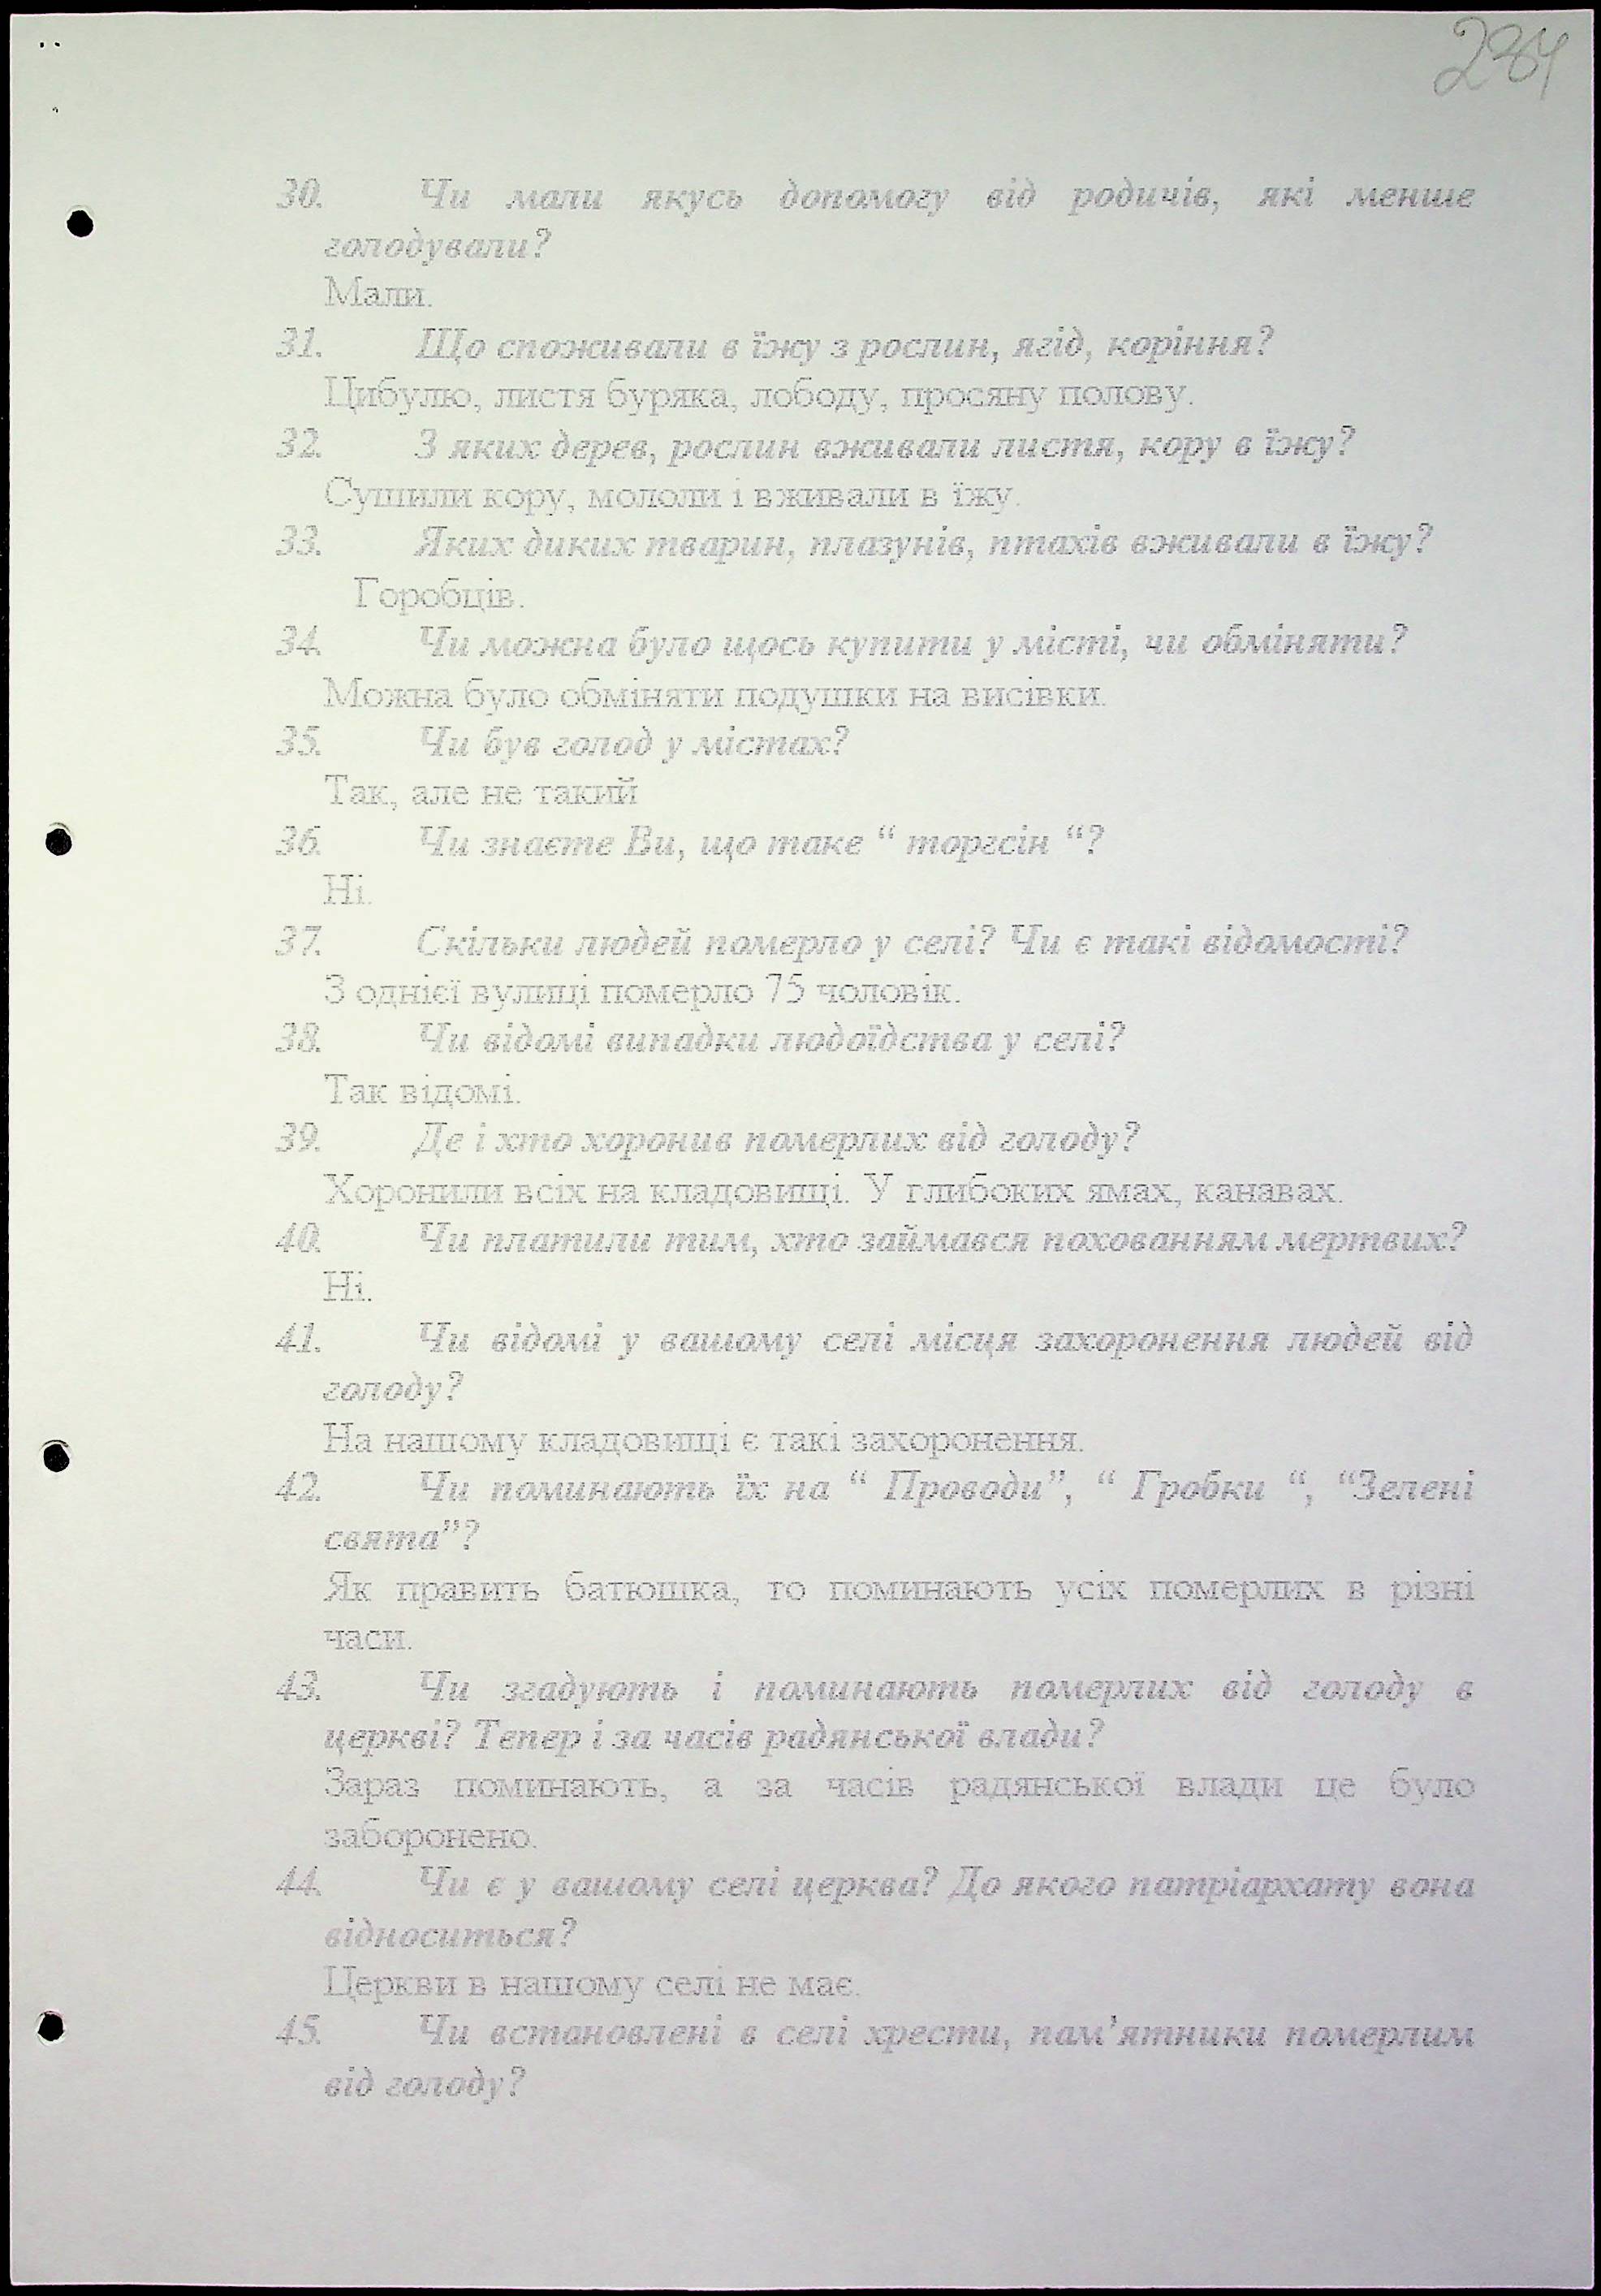 284
30. Чи мали якусь допомогу від родичів, які менше
голодували?
Мали.
31. Що споживали в їжу з рослин, ягід, коріння?
Цибулю, листя буряка, лободу, просяну полову.
32. З яких дерев, рослин вживали листя, кору в їжу?
Сушили кору, мололи і вживали в їжу.
33. Яких диких тварин, плазунів, птахів вживали в їжу?
Горобців.
34. Чи можна було щось купити у місті, чи обміняти?
Можна було обміняти подушки на висівки.
35. Чи був голод у містах?
Так, але не такий
36. Чи знаєте Ви, що таке “ торгсін “?
Ні.
37. Скільки людей померло у селі? Чи є такі відомості?
З однієї вулиці померло 75 чоловік.
38. Чи відомі випадки людоїдства у селі?
Так відомі.
39. Де і хто хоронив померлих від голоду?
Хоронили всіх на кладовищі. У глибоких ямах, канавах.
40. Чи платили тим, хто займався похованням мертвих?
Ні.
41. Чи відомі у вашому селі місця захоронення людей від
голоду?
На нашому кладовищі є такі захоронення.
42. Чи поминають їх на “ Проводи”, “ Гробки “, “Зелені
свята”?
Як править батюшка, то поминають усіх померлих в різні
часи.
43. Чи згадують і поминають померлих від голоду в
церкві? Тепер і за часів радянської влади?
Зараз поминають, а за часів радянської влади це було
заборонено.
44. Чи є у вашому селі церква? До якого патріархату вона
відноситься?
Церкви в нашому селі не має.
45. Чи встановлені в селі хрести, пам’ятники померлим
від голоду?